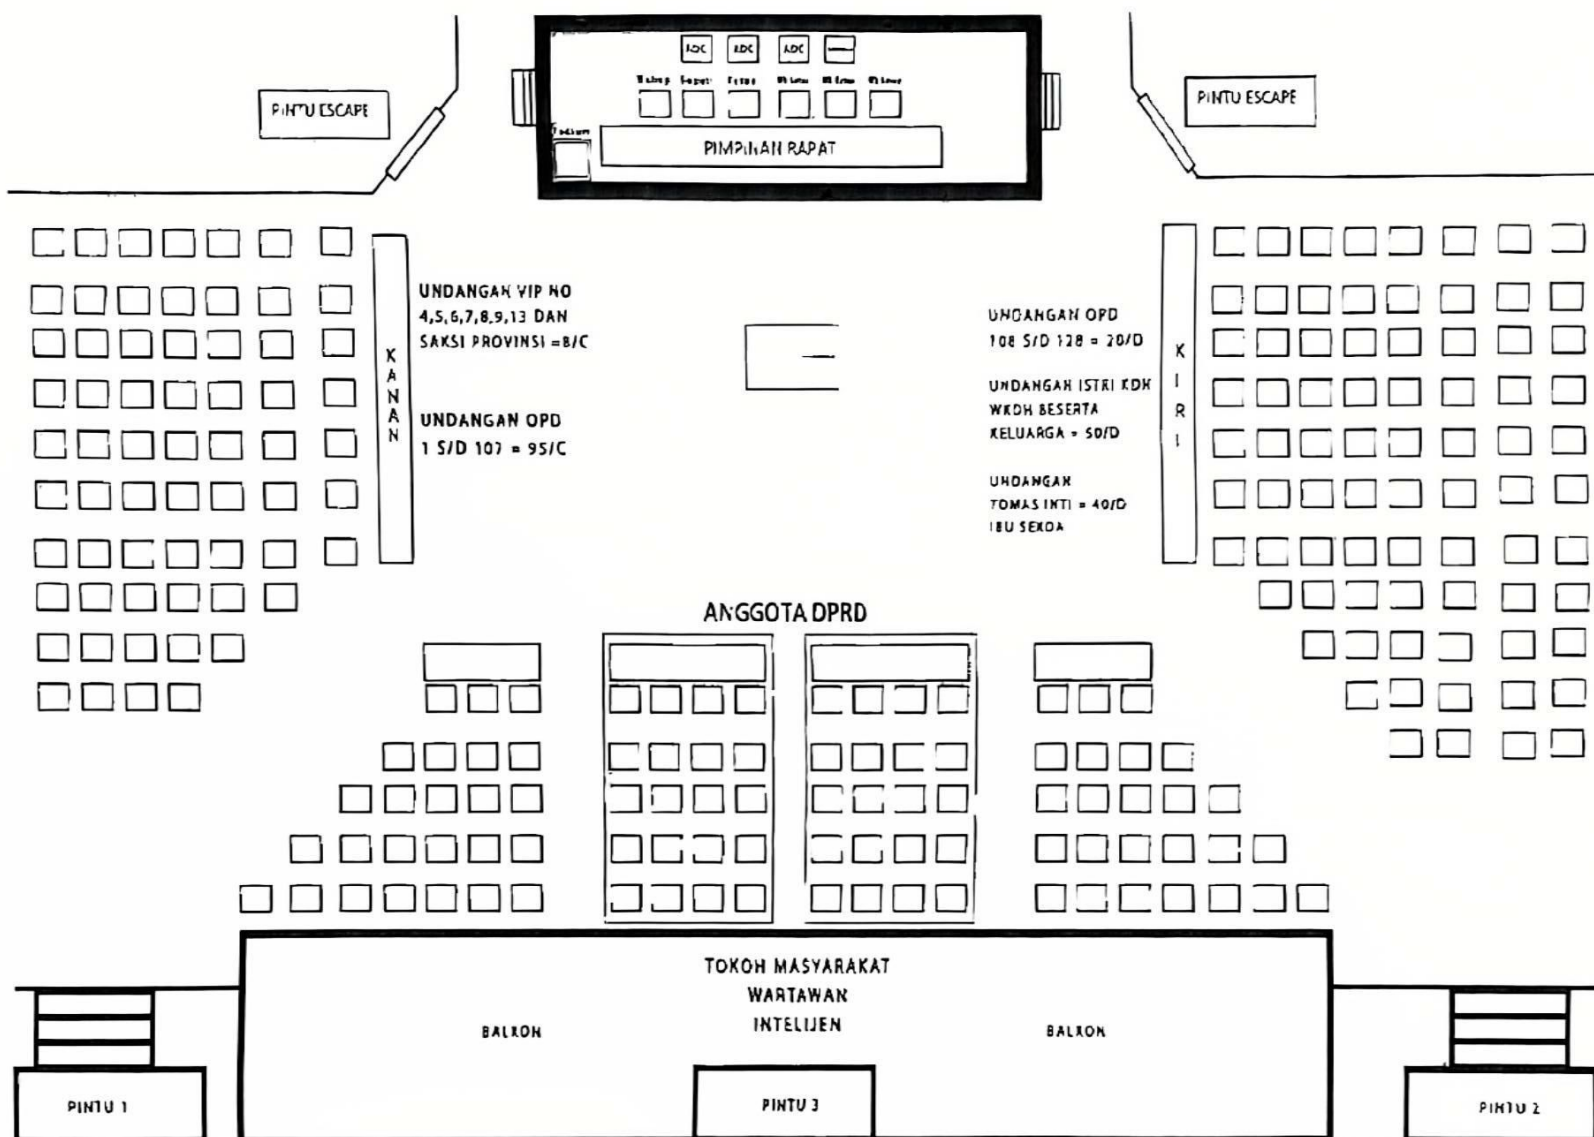 ADC ADC ADC
Podium
PIMPINAN RAPAT
PINTU ESCAPE
PINTU ESCAPE
KANAN
UNDANGAN VIP NO
4,5,6,7,8,9,13 DAN
SAKSI PROVINSI =8/C
UNDANGAN OPD
1 S/D 107 = 95/C
UNDANGAN OPD
108 S/D 128 = 20/D
UNDANGAN ISTRI KDH
WKDH BESERTA
KELUARGA = 50/D
UNDANGAN
TOMAS INTI = 40/D
IBU SEKDA
KIRI
ANGGOTA DPRD
TOKOH MASYARAKAT
WARTAWAN
INTELIJEN
BALKON
BALKON
PINTU 1
PINTU 3
PINTU 2